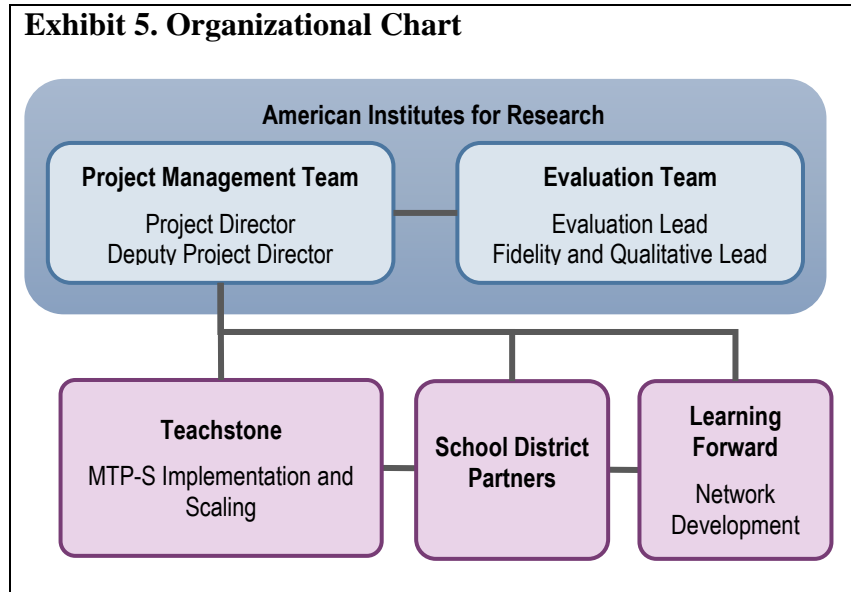 Exhibit 5. Organizational Chart
American Institutes for Research
Project Management Team
Project Director
Deputy Project Director
Evaluation Team
Evaluation Lead
Fidelity and Qualitative Lead
Teachstone
MTP-S Implementation and
Scaling
School District
Partners
Learning
Forward
Network
Development